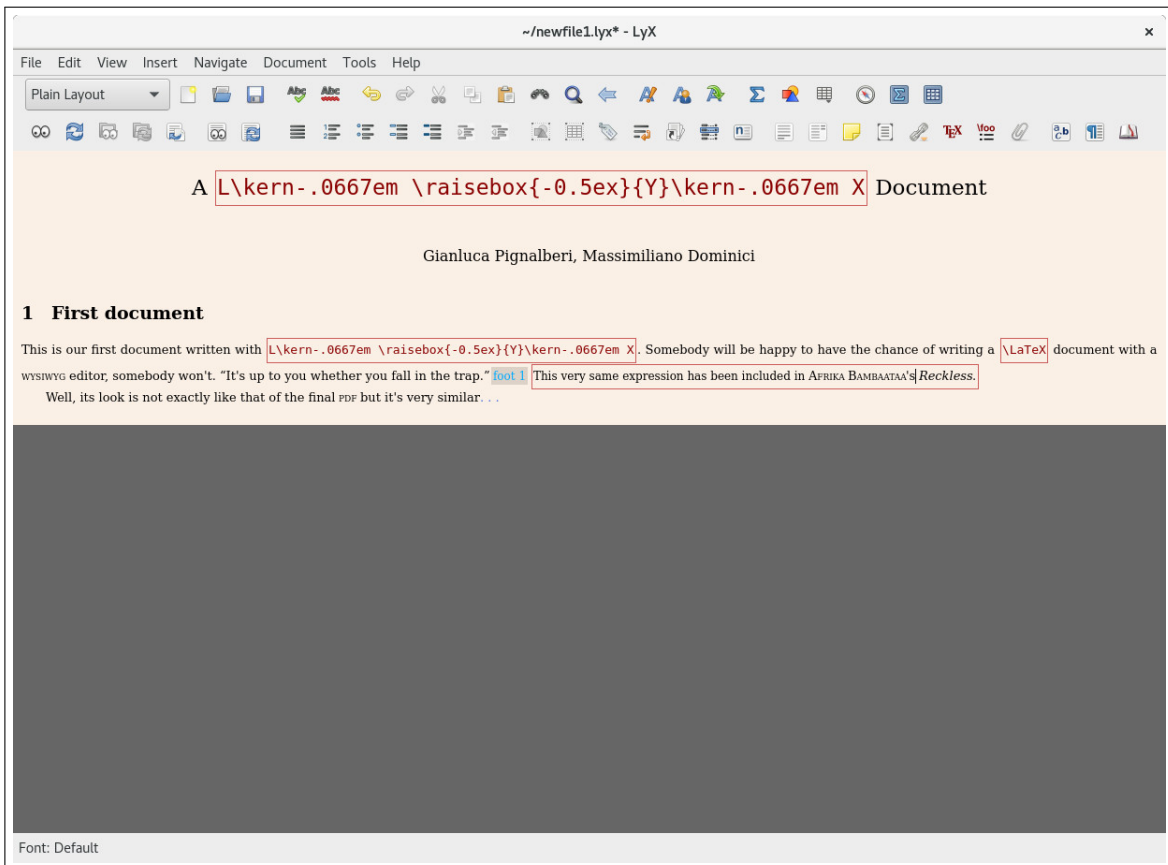 ~/newfile1.lyx* - LyX
×
File Edit View Insert Navigate Document Tools Help
Plain Layout
Abc Abc
n
TEX \foo
a b C
A L\kern-.0667em \raisebox{-0.5ex}{Y}\kern-.0667em X Document
Gianluca Pignalberi, Massimiliano Dominici
1 First document
This is our first document written with L\kern-.0667em \raisebox{-0.5ex}{Y}\kern-.0667em X. Somebody will be happy to have the chance of writing a \LaTeX document with a
WYSIWYG editor, somebody won't. “It's up to you whether you fall in the trap.” foot 1 This very same expression has been included in AFRIKA BAMBAATAA's Reckless.
Well, its look is not exactly like that of the final PDF but it's very similar. . .
Font: Default